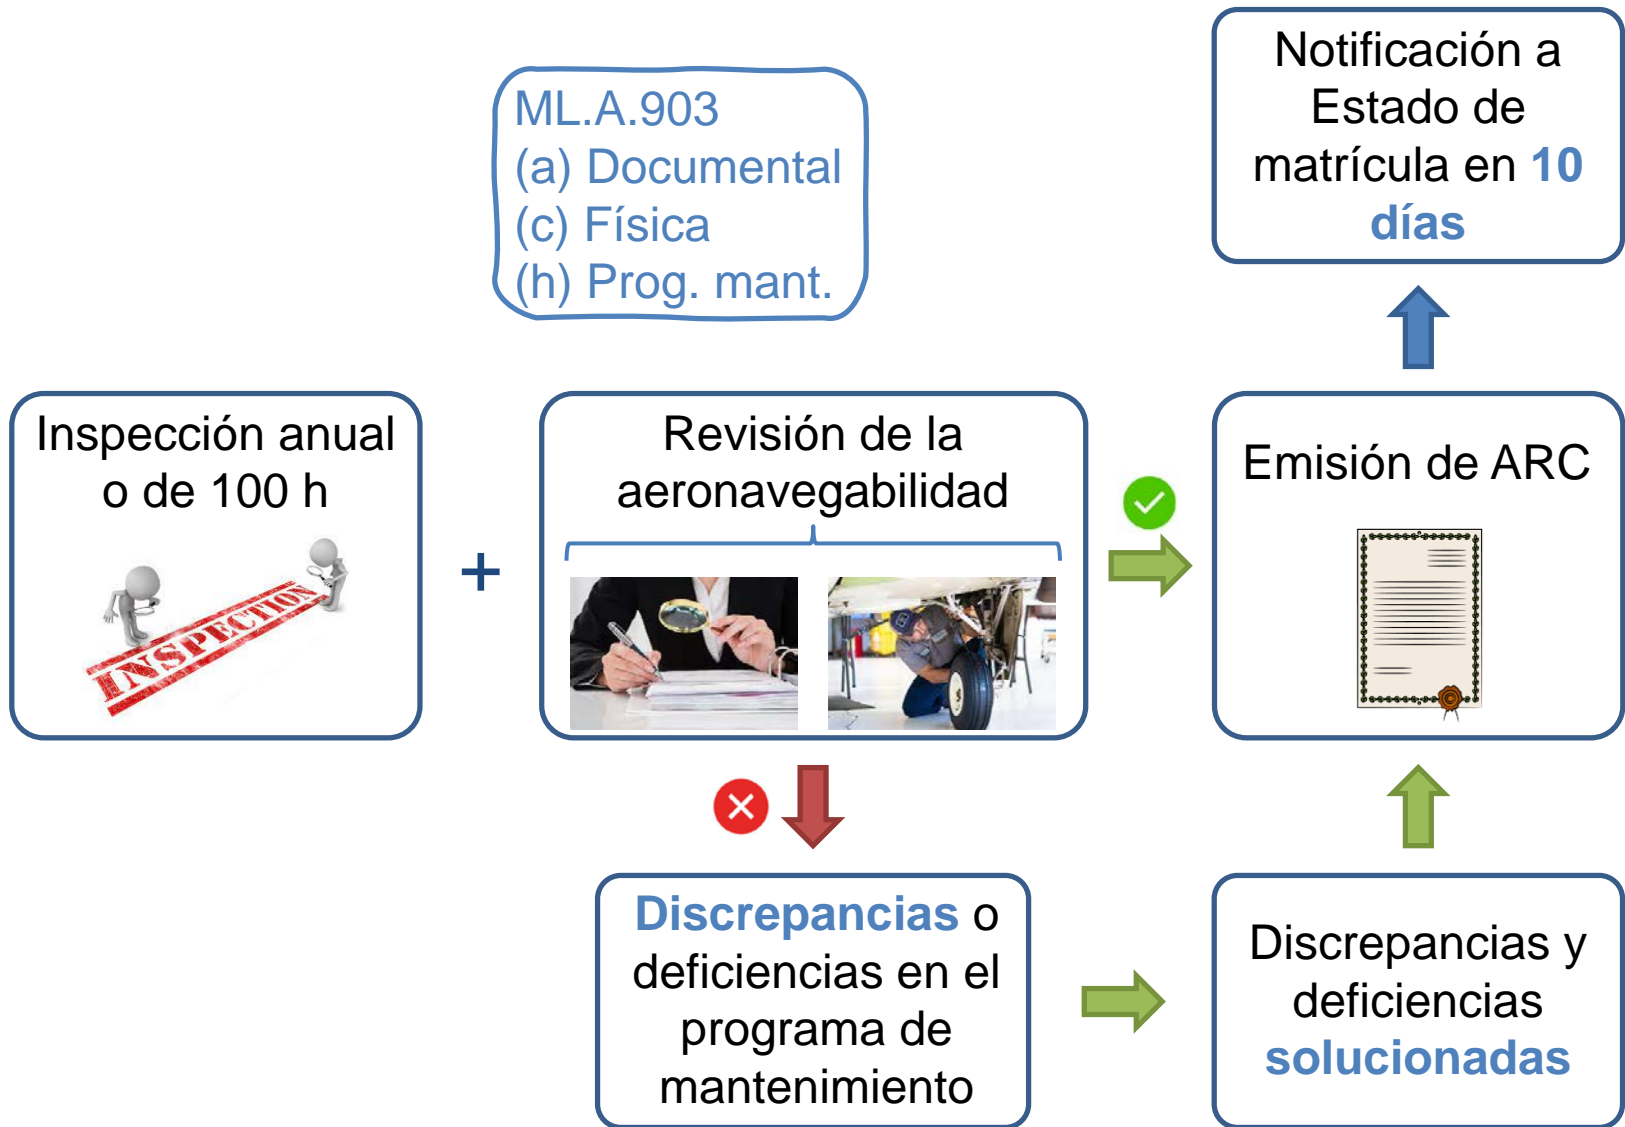 ML.A.903
(a) Documental
(c) Física
(h) Prog. mant.
Notificación a
Estado de
matrícula en 10
días
Inspección anual
o de 100 h
INSPECTION
+
Revisión de la
aeronavegabilidad
Emisión de ARC
Discrepancias o
deficiencias en el
programa de
mantenimiento
Discrepancias y
deficiencias
solucionadas